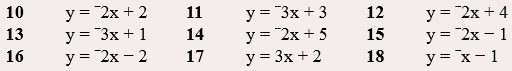 10 y = ⁻2x + 2 11 y = ⁻3x + 3 12 y = ⁻2x + 4
13 y = ⁻3x + 1 14 y = ⁻2x + 5 15 y = ⁻2x − 1
16 y = ⁻2x − 2 17 y = 3x + 2 18 y = ⁻x − 1